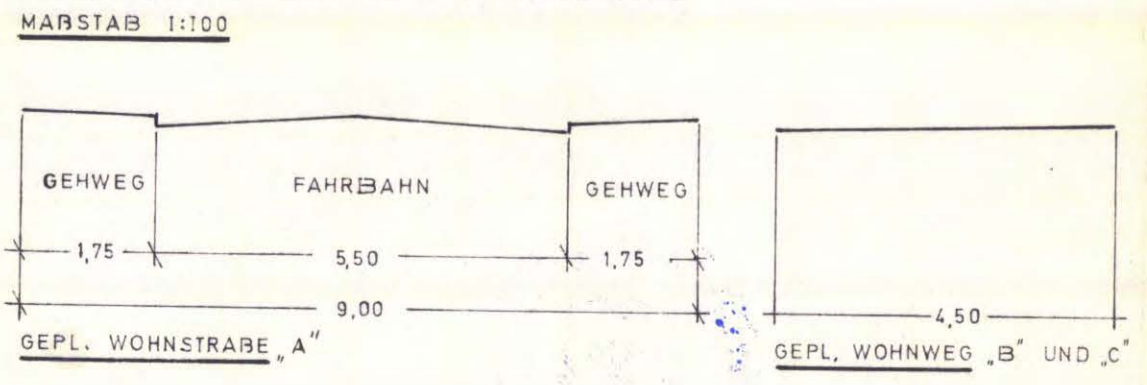 MAßSTAB 1:100
GEHWEG FAHRBAHN GEHWEG
1,75 5,50 1,75
9,00 4,50
GEPL. WOHNSTRAßE „A"
GEPL. WOHNWEG „B" UND „C"